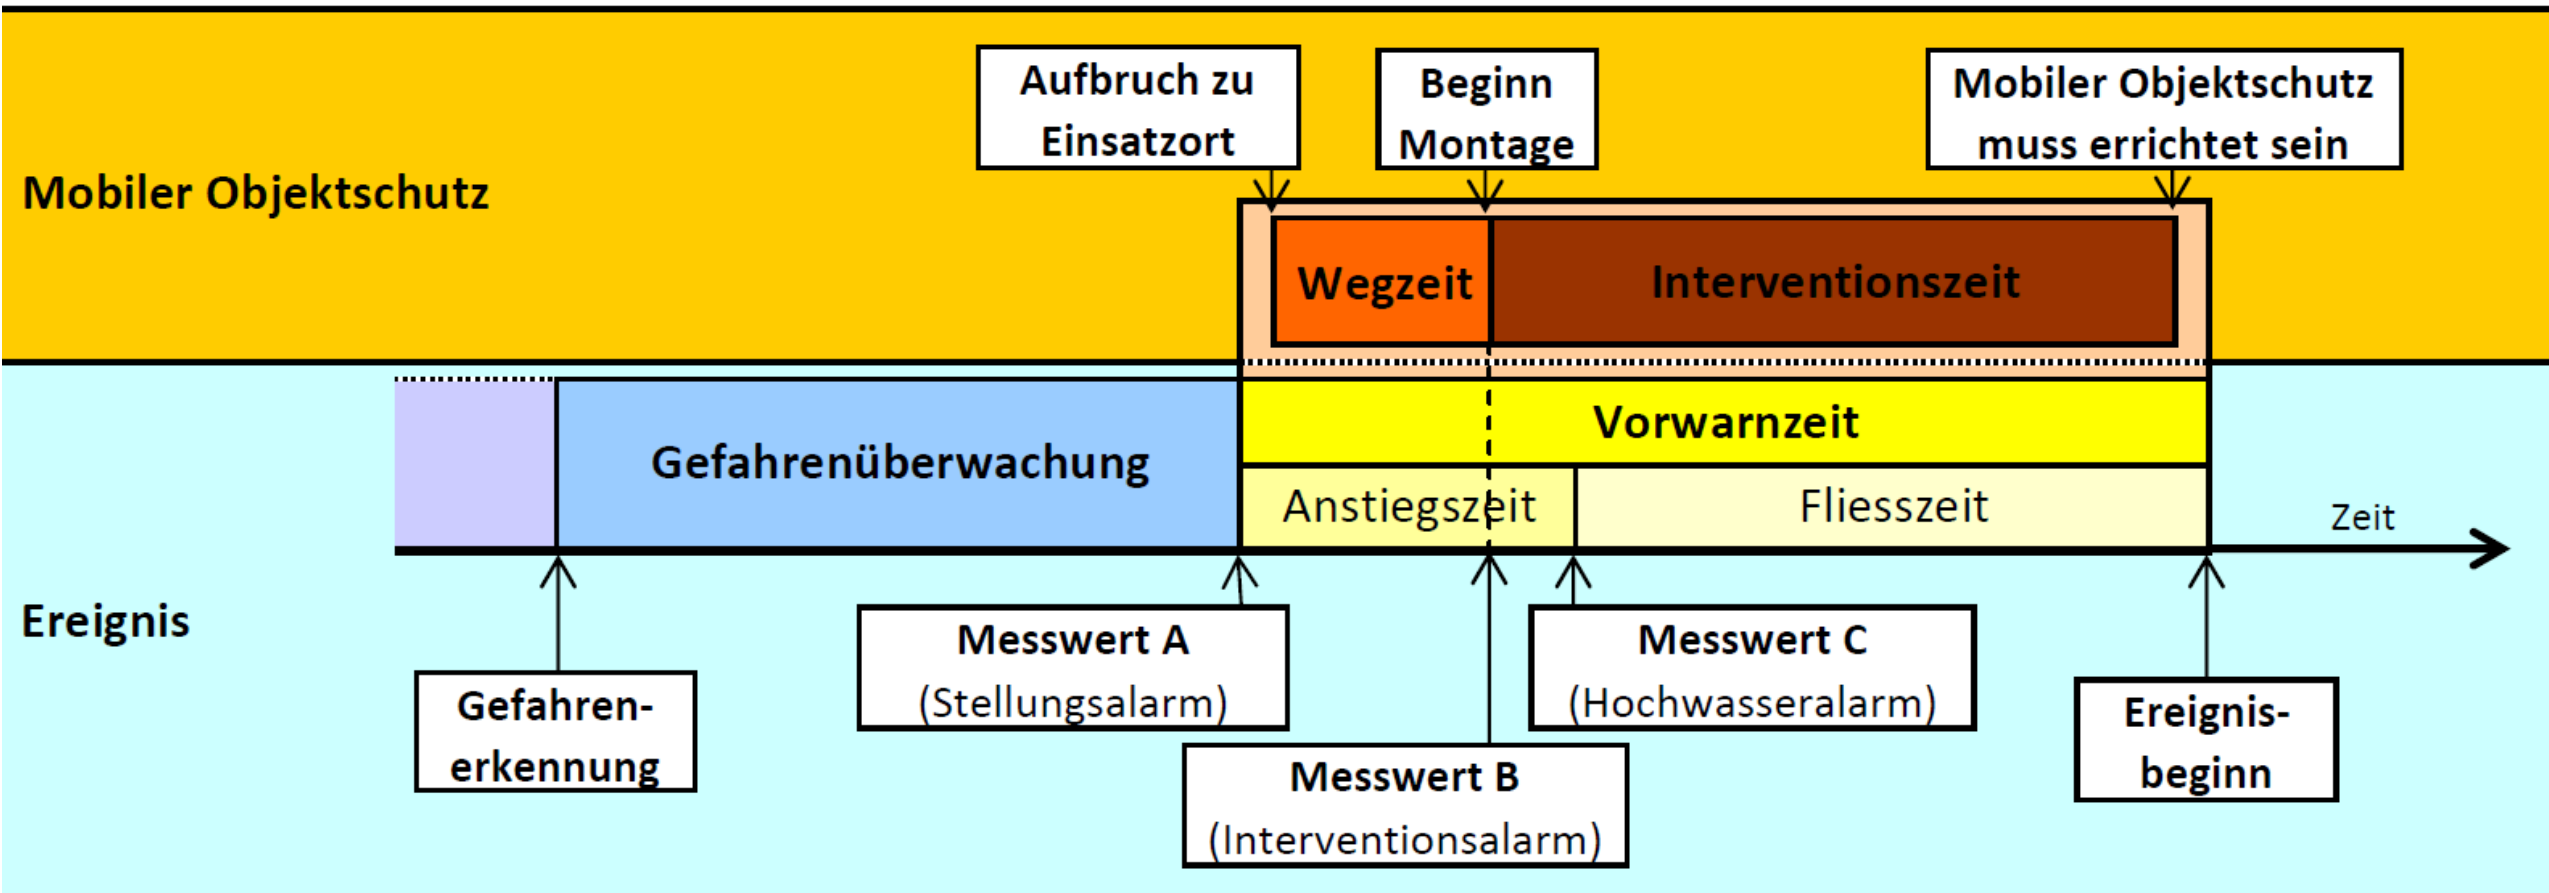 Aufbruch zu
Einsatzort
Beginn
Montage
Mobiler Objektschutz
muss errichtet sein
Mobiler Objektschutz
Wegzeit
Interventionszeit
Vorwarnzeit
Gefahrenüberwachung
Anstiegszeit
Fliesszeit
Zeit
Ereignis
Gefahren-
erkennung
Messwert A
(Stellungsalarm)
Messwert B
(Interventionsalarm)
Messwert C
(Hochwasseralarm)
Ereignis-
beginn